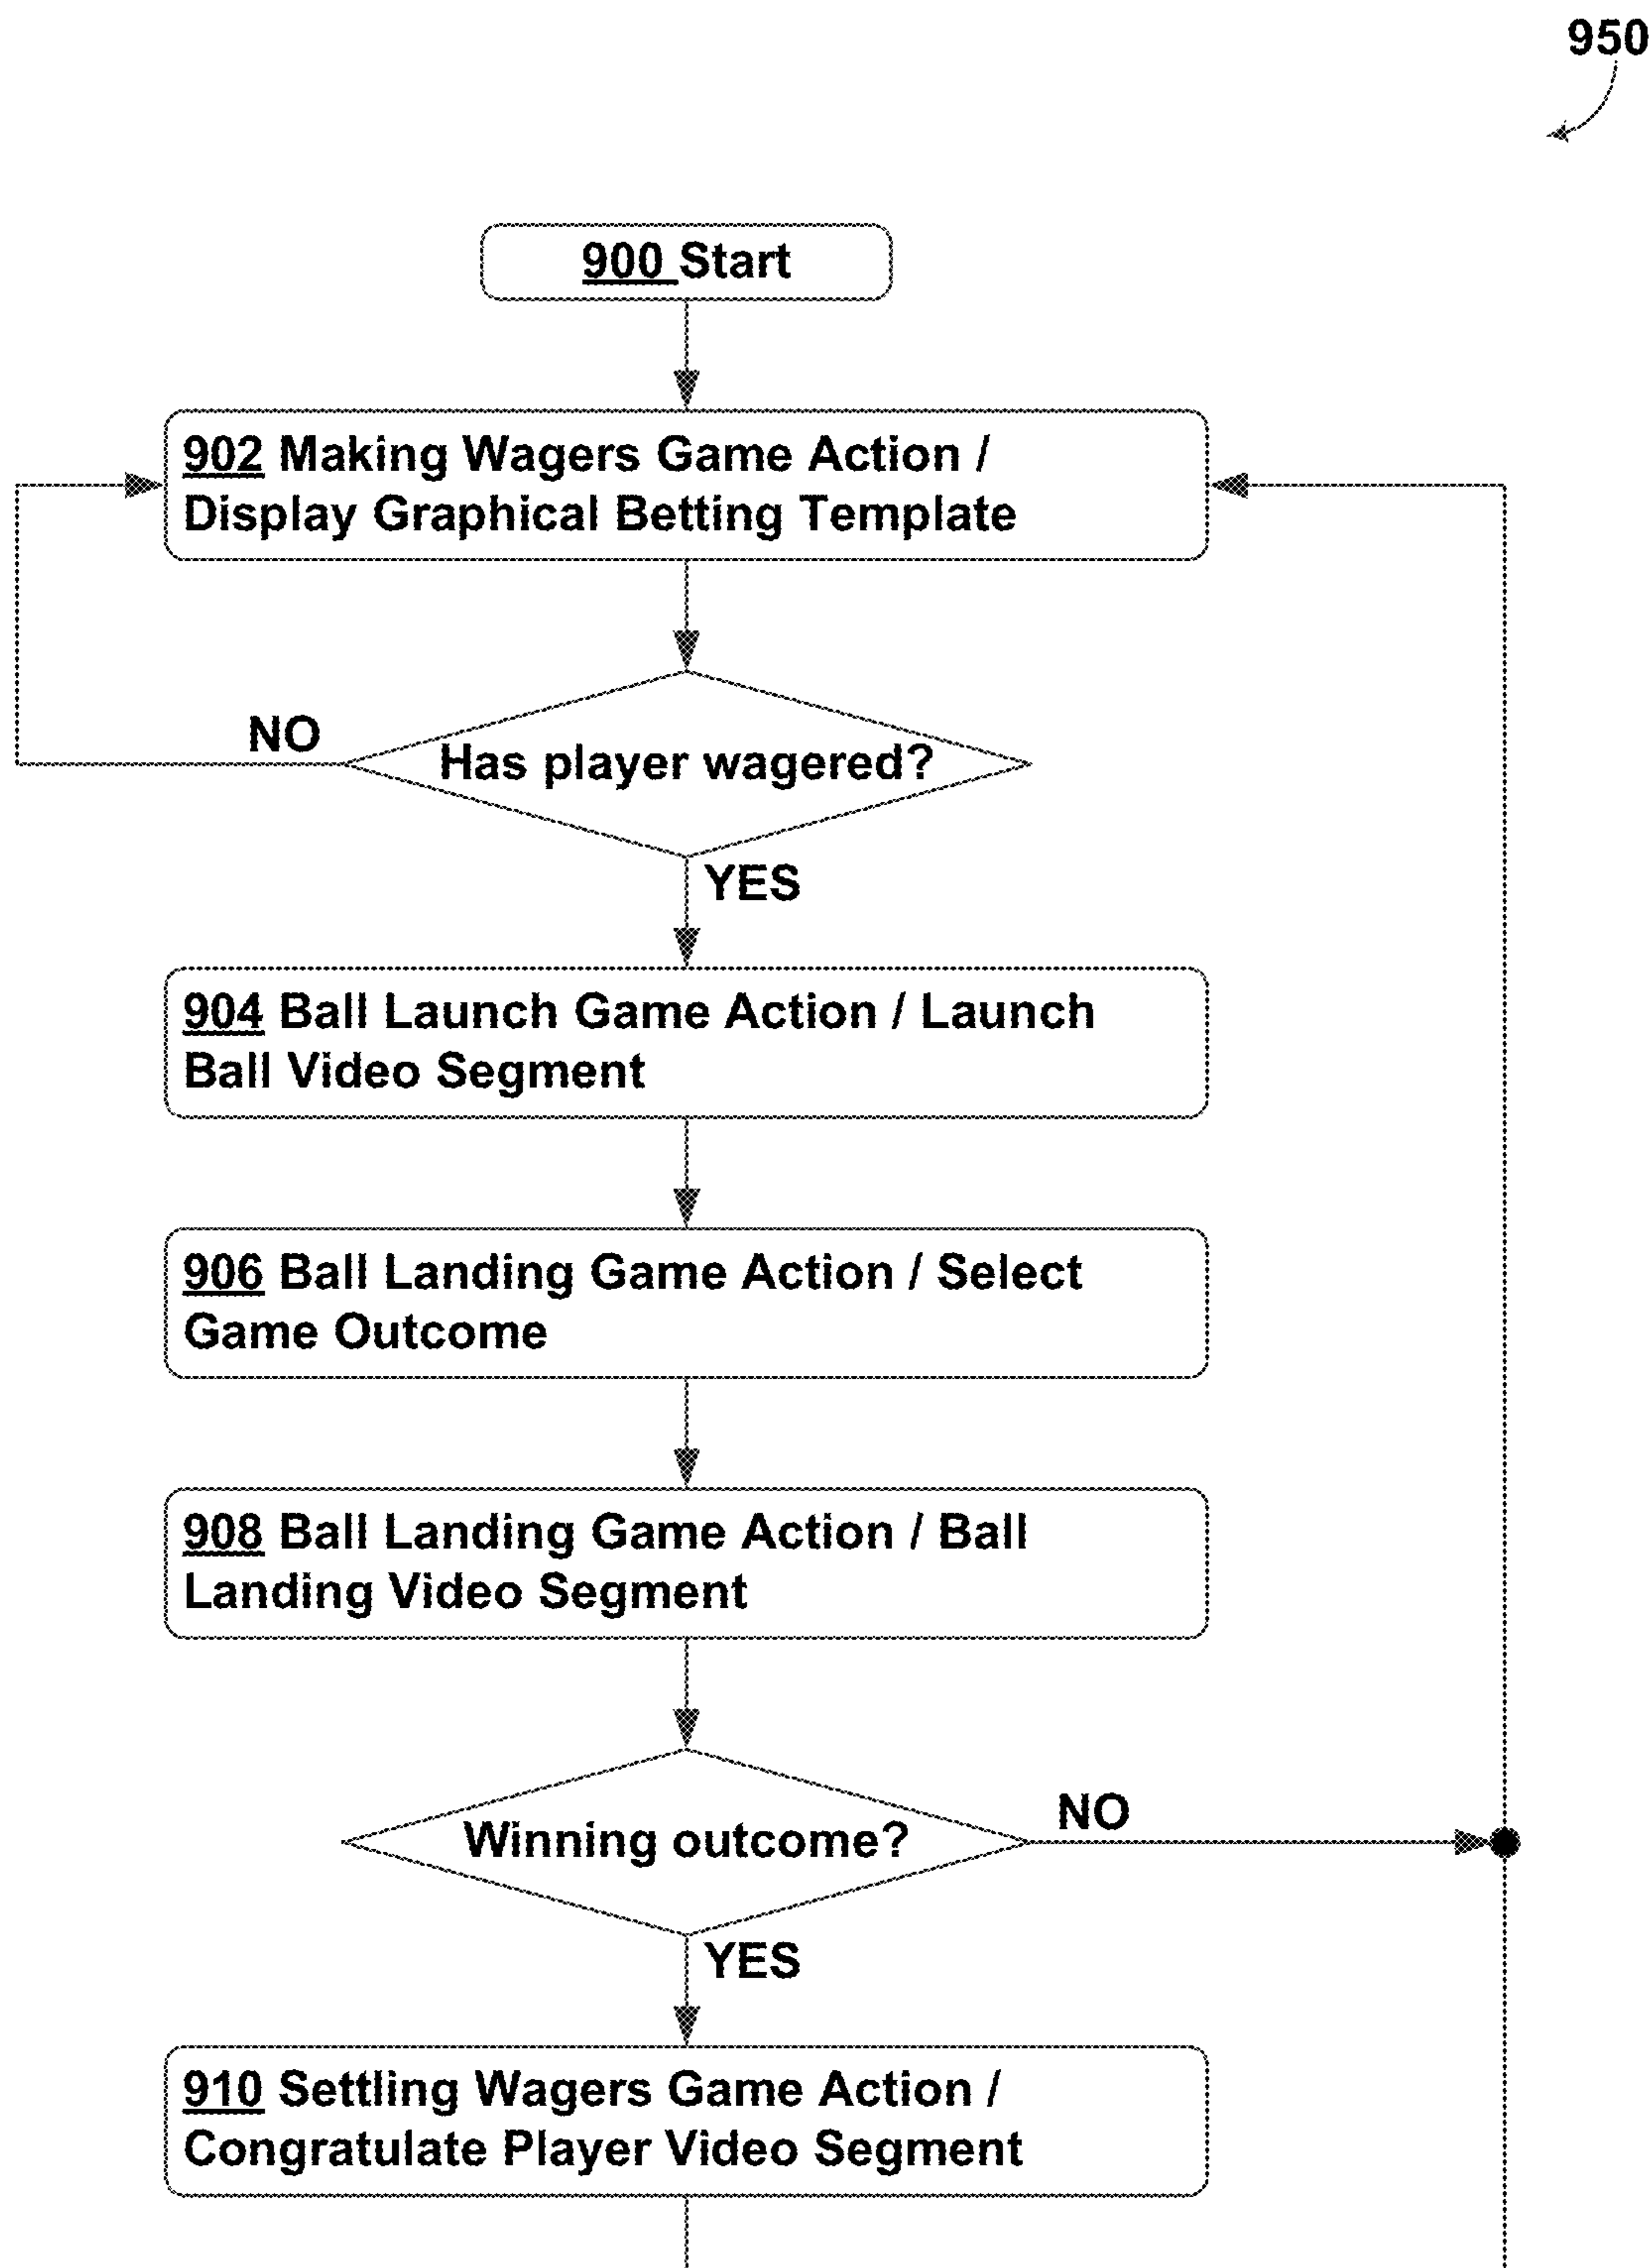 950
900 Start
902 Making Wagers Game Action /
Display Graphical Betting Template
NO
Has player wagered?
YES
904 Ball Launch Game Action / Launch
Ball Video Segment
906 Ball Landing Game Action / Select
Game Outcome
908 Ball Landing Game Action / Ball
Landing Video Segment
NO
Winning outcome?
YES
910 Settling Wagers Game Action /
Congratulate Player Video Segment